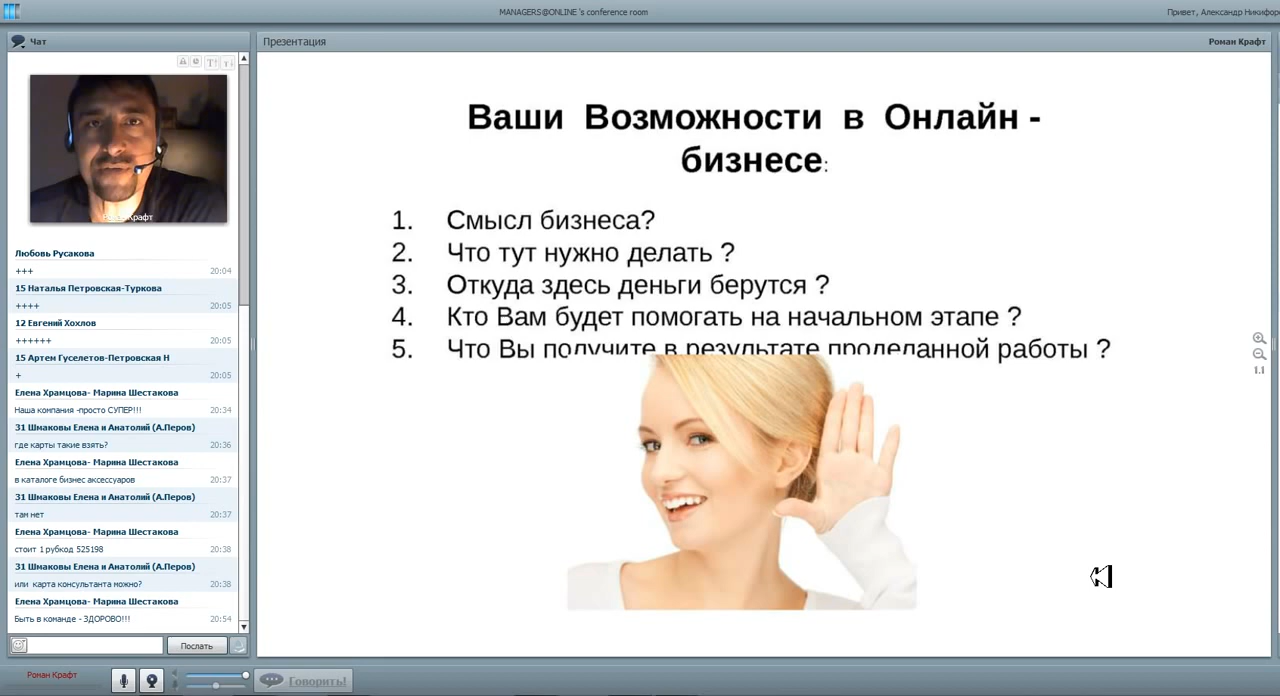 MANAGERS@ONLINE 's conference room
Привет, Александр Никифор
Чат
Презентация
Роман Крафт
Роман Крафт
Любовь Русакова
+++ 20:04
15 Наталья Петровская-Туркова
++++ 20:05
12 Евгений Хохлов
++++++ 20:05
15 Артем Гуселетов-Петровская Н
+ 20:05
Елена Храмцова- Марина Шестакова
Наша компания -просто СУПЕР!!! 20:34
31 Шмаковы Елена и Анатолий (А.Перов)
где карты такие взять? 20:36
Елена Храмцова- Марина Шестакова
в каталоге бизнес аксессуаров 20:37
31 Шмаковы Елена и Анатолий (А.Перов)
там нет 20:37
Елена Храмцова- Марина Шестакова
стоит 1 рубкод 525198 20:38
31 Шмаковы Елена и Анатолий (А.Перов)
или карта консультанта можно? 20:38
Елена Храмцова- Марина Шестакова
Быть в команде - ЗДОРОВО!!! 20:54
Послать
Ваши Возможности в Онлайн -
бизнесе:
1. Смысл бизнеса?
2. Что тут нужно делать ?
3. Откуда здесь деньги берутся ?
4. Кто Вам будет помогать на начальном этапе ?
5. Что Вы получите в результате проделанной работы ?
1.1
Роман Крафт
Говорить!